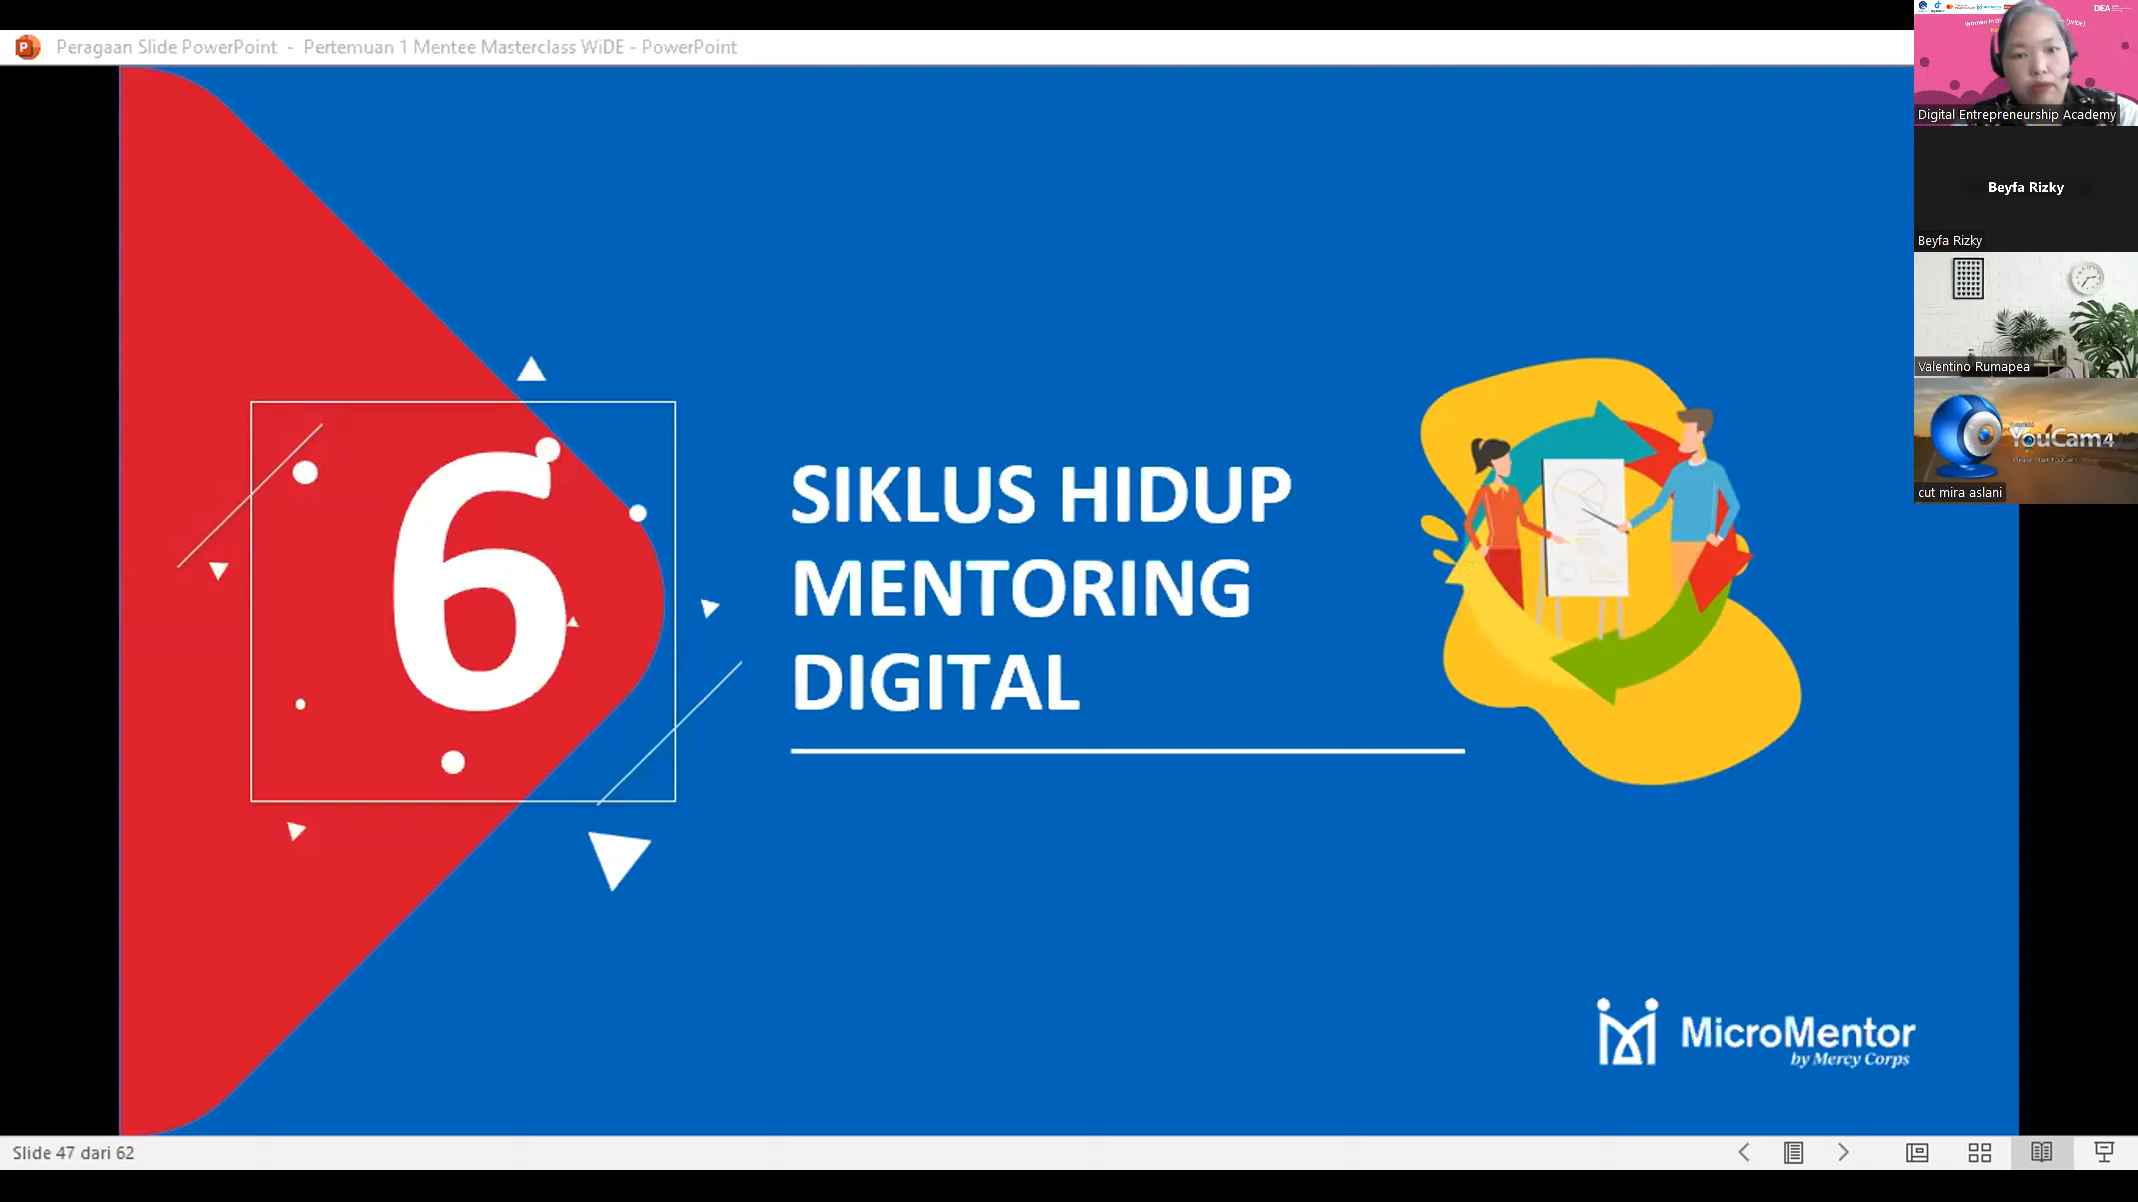 Peragaan Slide PowerPoint - Pertemuan 1 Mentee Masterclass WiDE - PowerPoint
DEA
Digital Entrepreneurship Academy
Beyfa Rizky
Beyfa Rizky
Valentino Rumapea
YouCam4
cut mira aslani
6
SIKLUS HIDUP
MENTORING
DIGITAL
MicroMentor
by Mercy Corps
Slide 47 dari 62